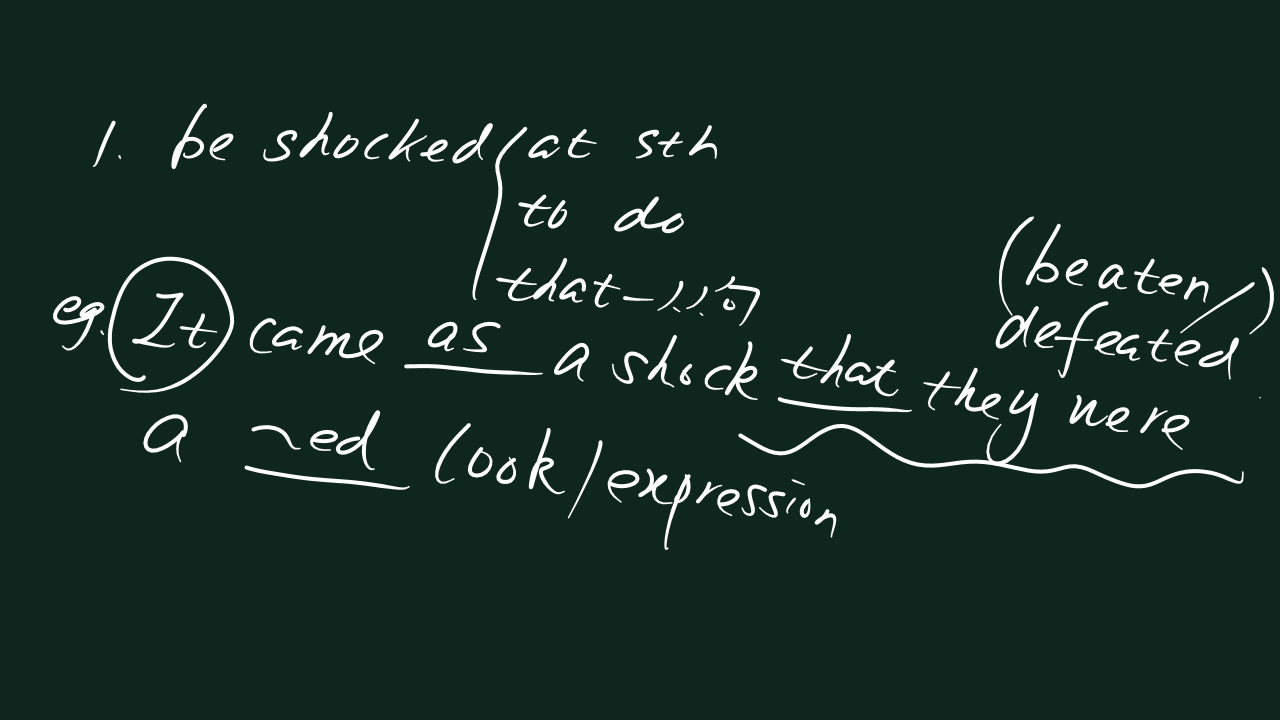 1. be shocked at sth
to do
that-从句
eg. It came as a shock that they were (beaten/
defeated)
a ~ed look/expression